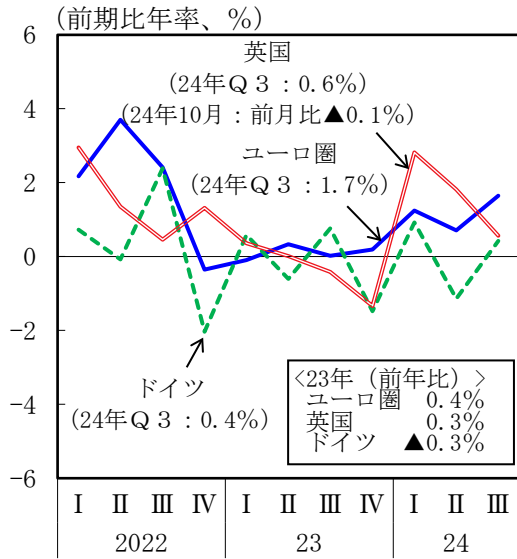 (前期比年率、%)
6
4
2
0
−2
−4
−6
英国
(24年Q3:0.6%)
(24年10月:前月比▲0.1%)
ユーロ圏
(24年Q3:1.7%)
ドイツ
(24年Q3:0.4%)
<23年(前年比)>
ユーロ圏 0.4%
英国 0.3%
ドイツ ▲0.3%
Ⅰ Ⅱ Ⅲ Ⅳ Ⅰ Ⅱ Ⅲ Ⅳ Ⅰ Ⅱ Ⅲ
2022 23 24